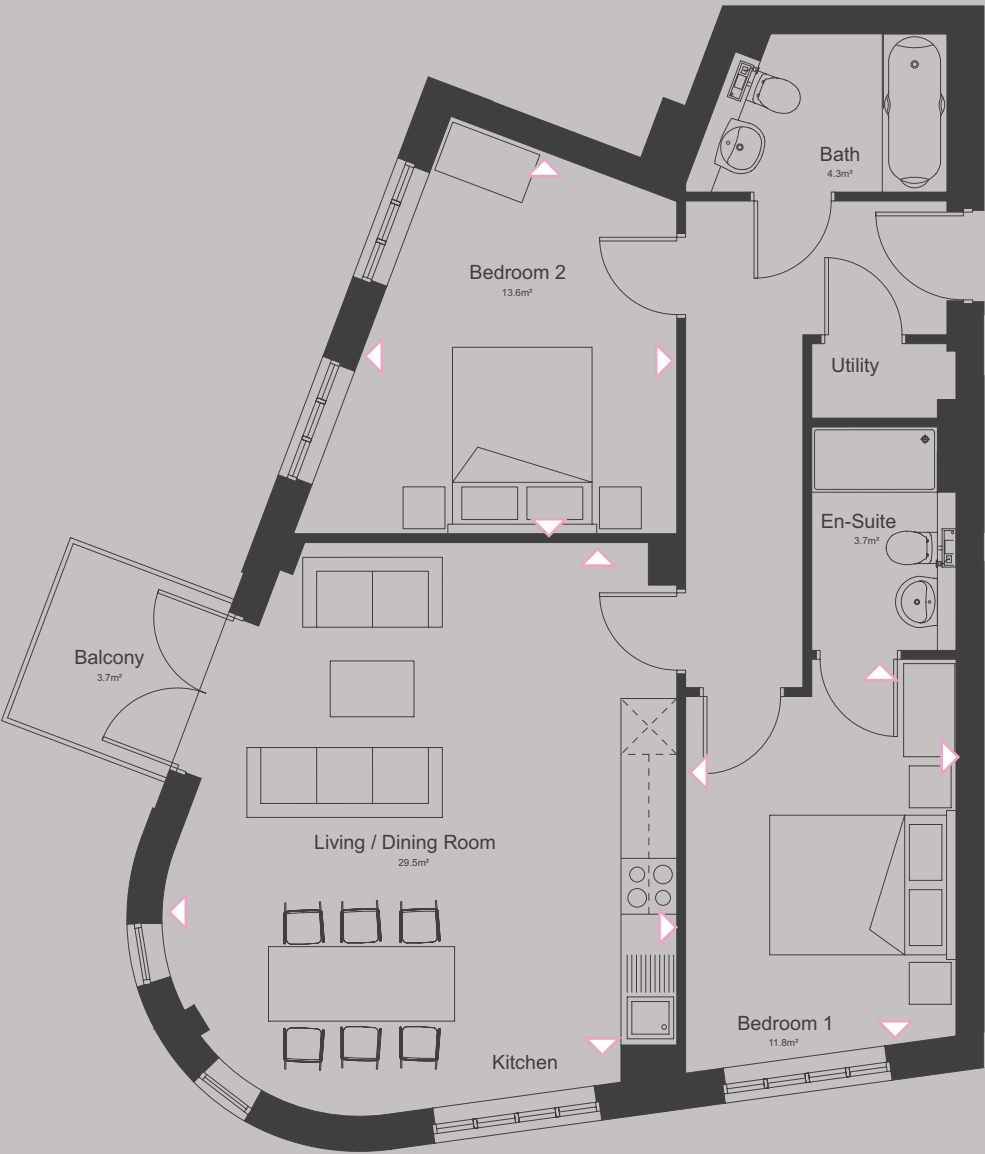 Bath
4.3m²
Bedroom 2
13.6m²
Utility
En-Suite
3.7m²
Balcony
3.7m²
Living / Dining Room
29.5m²
Bedroom 1
11.8m²
Kitchen